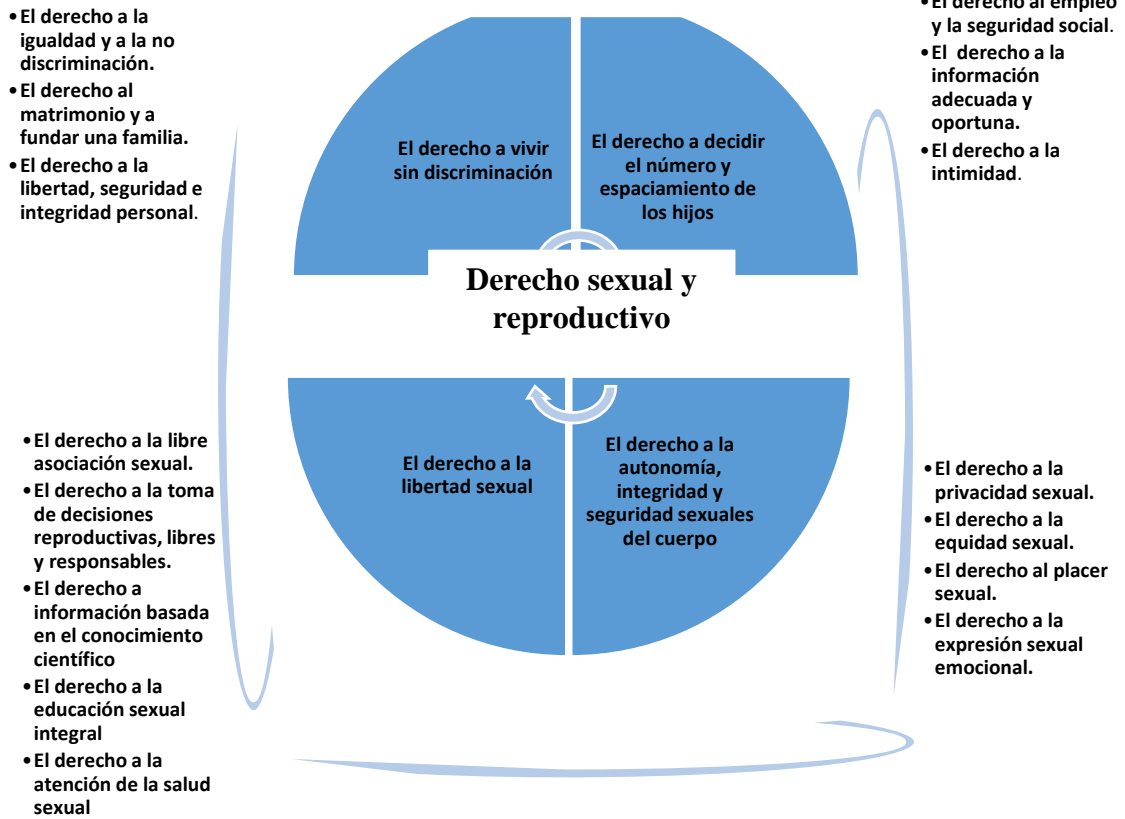 •El derecho a la
igualdad y a la no
discriminación.
•El derecho al
matrimonio y a
fundar una familia.
•El derecho a la
libertad, seguridad e
integridad personal.
•El derecho al empleo
y la seguridad social.
•El derecho a la
información
adecuada y
oportuna.
•El derecho a la
intimidad.
El derecho a vivir
sin discriminación
El derecho a decidir
el número y
espaciamiento de
los hijos
Derecho sexual y
reproductivo
El derecho a la
libertad sexual
El derecho a la
autonomía,
integridad y
seguridad sexuales
del cuerpo
•El derecho a la libre
asociación sexual.
•El derecho a la toma
de decisiones
reproductivas, libres
y responsables.
•El derecho a
información basada
en el conocimiento
científico
•El derecho a la
educación sexual
integral
•El derecho a la
atención de la salud
sexual
•El derecho a la
privacidad sexual.
•El derecho a la
equidad sexual.
•El derecho al placer
sexual.
•El derecho a la
expresión sexual
emocional.